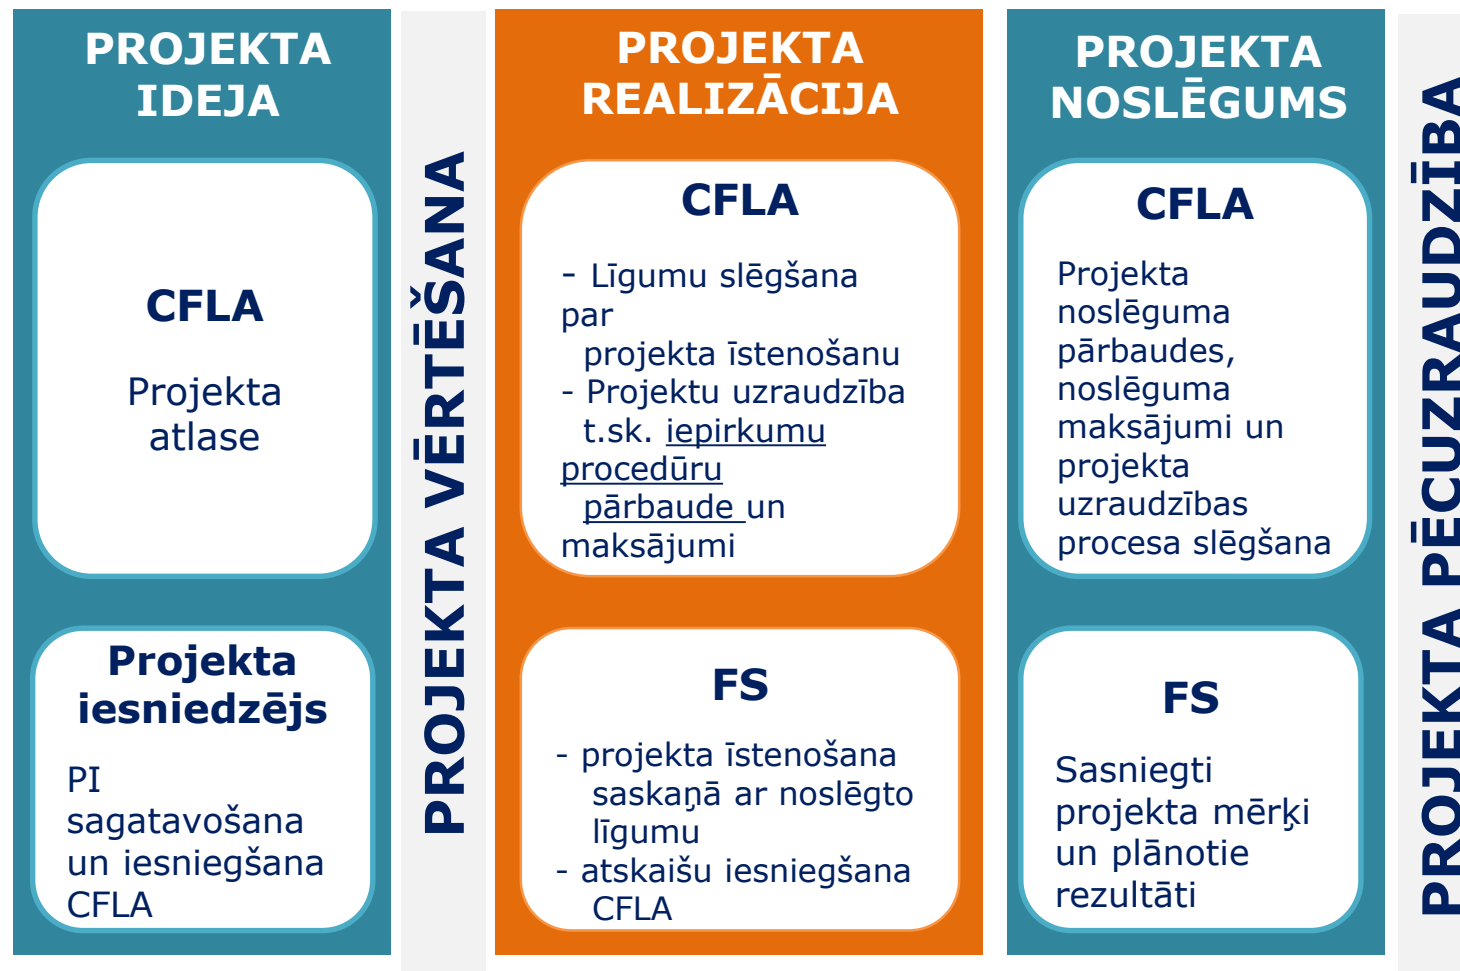 PROJEKTA
IDEJA
CFLA
Projekta
atlase
Projekta
iesniedzējs
PI
sagatavošana
un iesniegšana
CFLA
PROJEKTA VĒRTĒŠANA
PROJEKTA
REALIZĀCIJA
CFLA
- Līgumu slēgšana
par
projekta īstenošanu
- Projektu uzraudzība
t.sk. iepirkumu
procedūru
pārbaude un
maksājumi
FS
- projekta īstenošana
saskaņā ar noslēgto
līgumu
- atskaišu iesniegšana
CFLA
PROJEKTA
NOSLĒGUMS
CFLA
Projekta
noslēguma
pārbaudes,
noslēguma
maksājumi un
projekta
uzraudzības
procesa slēgšana
FS
Sasniegti
projekta mērķi
un plānotie
rezultāti
PROJEKTA PĒCUZRAUDZĪBA